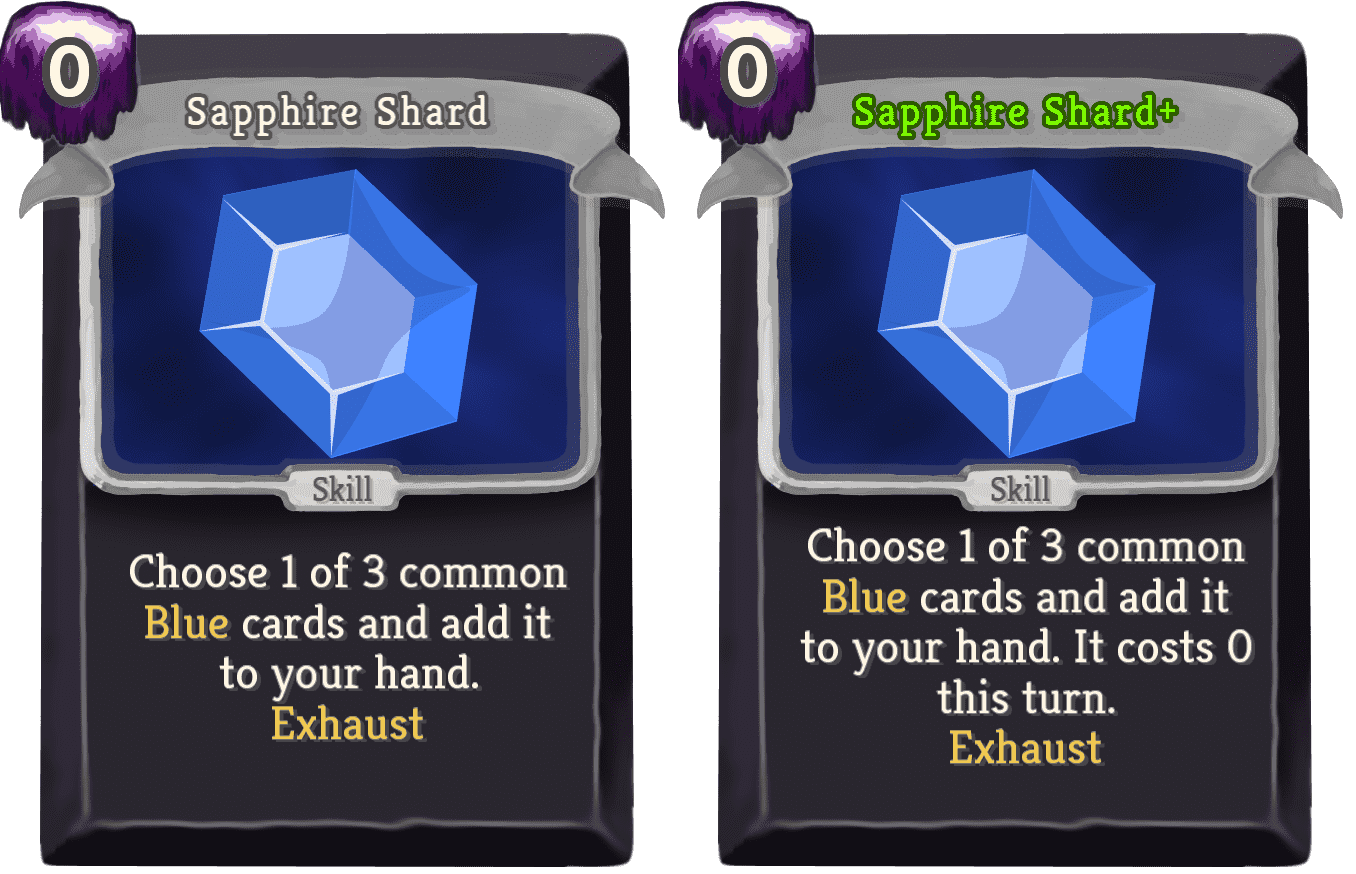 0
Sapphire Shard
Skill
Choose 1 of 3 common
Blue cards and add it
to your hand.
Exhaust
0
Sapphire Shard+
Skill
Choose 1 of 3 common
Blue cards and add it
to your hand. It costs 0
this turn.
Exhaust